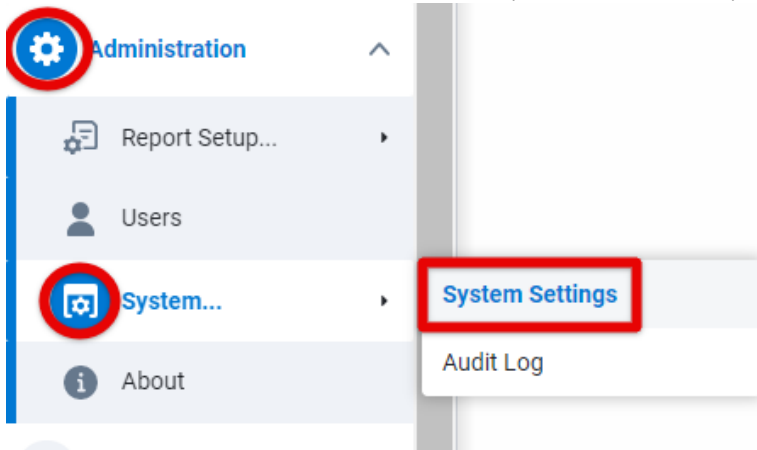 Administration
Report Setup...
Users
System...
System Settings
Audit Log
About